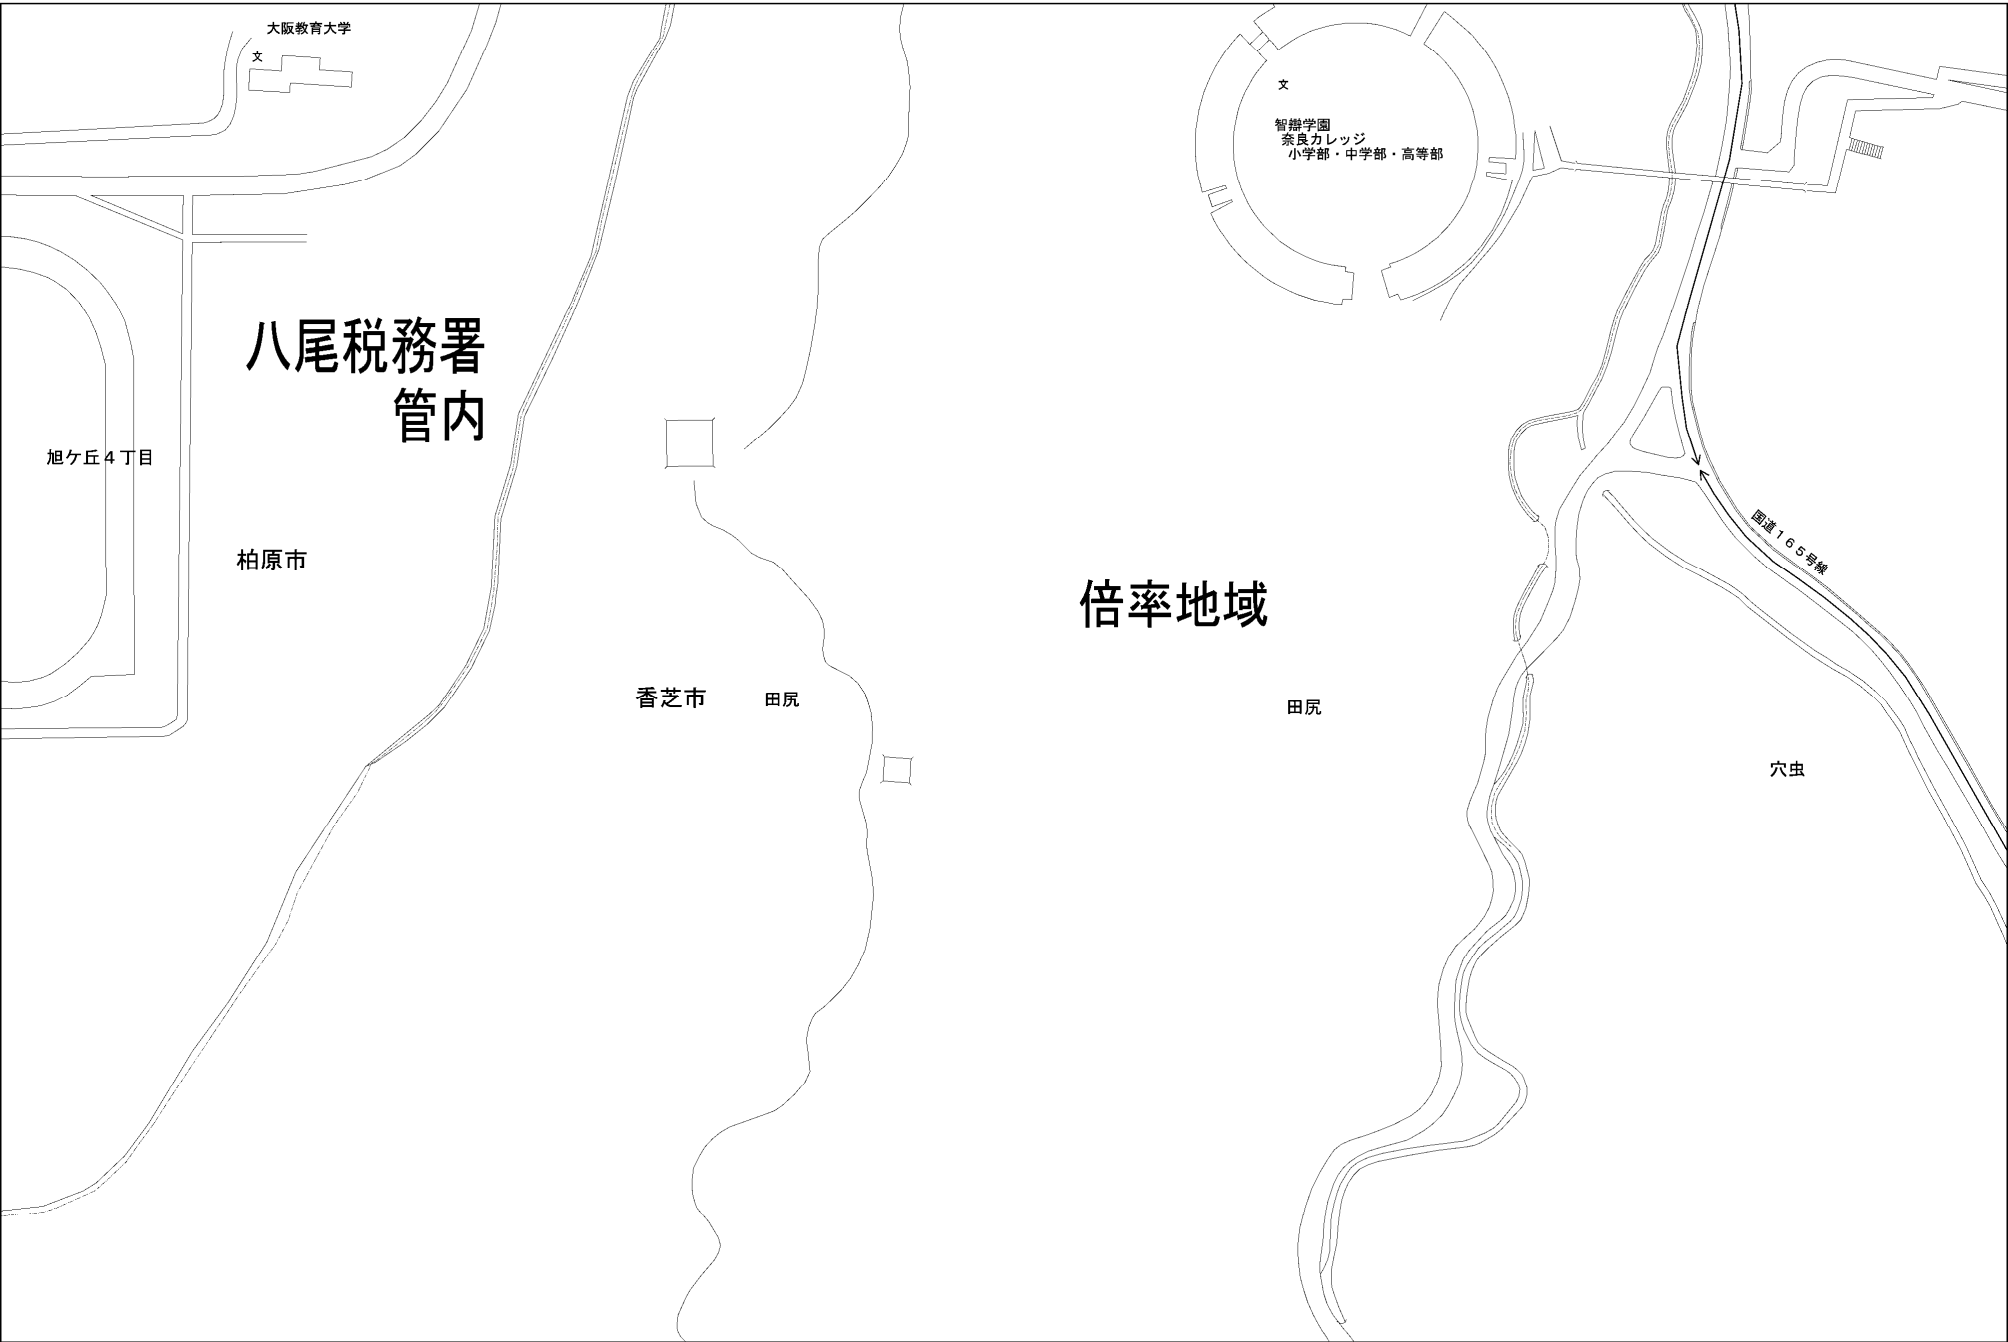 大阪教育大学
文
文
智辯学園
奈良カレッジ
小学部・中学部・高等部
八尾税務署
管内
旭ケ丘４丁目
国道１６５号線
柏原市
倍率地域
香芝市
田尻
田尻
穴虫